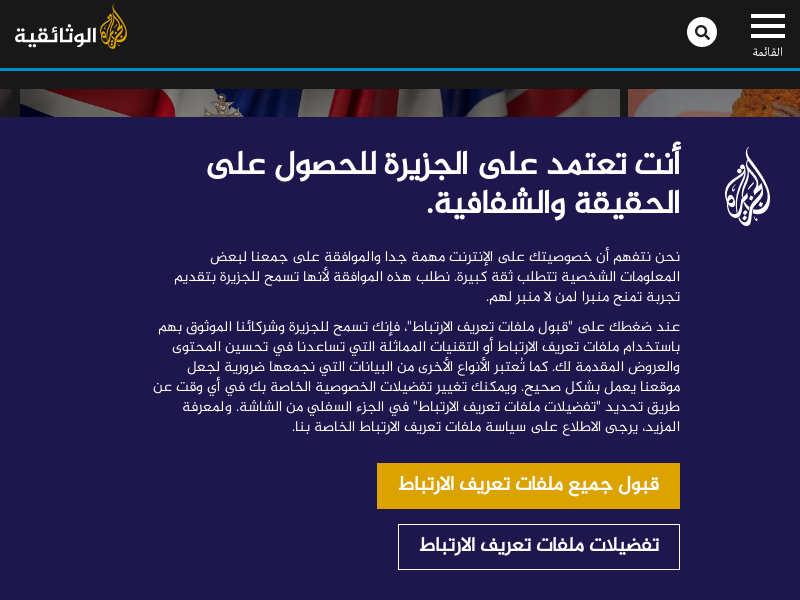 الوثائقية
القائمة
أنت تعتمد على الجزيرة للحصول على
الحقيقة والشفافية.
الجزيرة
نحن نتفهم أن خصوصيتك على الإنترنت مهمة جدا والموافقة على جمعنا لبعض
المعلومات الشخصية تتطلب ثقة كبيرة. نطلب هذه الموافقة لأنها تسمح للجزيرة بتقديم
تجربة تمنح منبرا لمن لا منبر لهم.
عند ضغطك على "قبول ملفات تعريف الارتباط"، فإنك تسمح للجزيرة وشركائنا الموثوق بهم
باستخدام ملفات تعريف الارتباط أو التقنيات المماثلة التي تساعدنا في تحسين المحتوى
والعروض المقدمة لك. كما تُعتبر الأنواع الأخرى من البيانات التي نجمعها ضرورية لجعل
موقعنا يعمل بشكل صحيح. ويمكنك تغيير تفضيلات الخصوصية الخاصة بك في أي وقت عن
طريق تحديد "تفضيلات ملفات تعريف الارتباط" في الجزء السفلي من الشاشة. ولمعرفة
المزيد، يرجى الاطلاع على سياسة ملفات تعريف الارتباط الخاصة بنا.
قبول جميع ملفات تعريف الارتباط
تفضيلات ملفات تعريف الارتباط